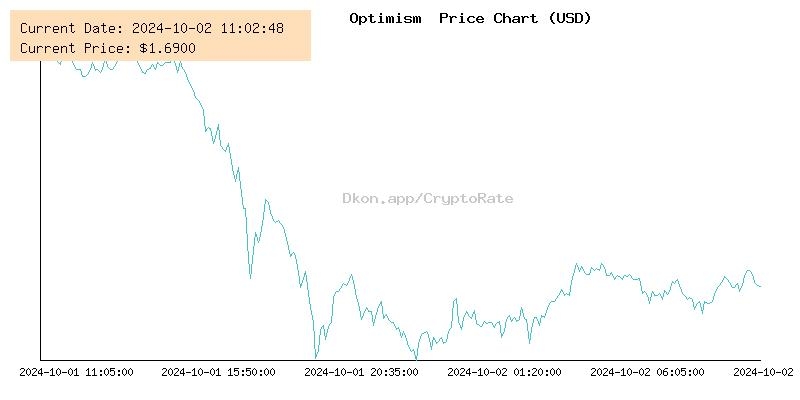 Optimism Price Chart (USD)
Current Date: 2024-10-02 11:02:48
Current Price: $1.6900
Dkon.app/CryptoRate
2024-10-01 11:05:00 2024-10-01 15:50:00 2024-10-01 20:35:00 2024-10-02 01:20:00 2024-10-02 06:05:00 2024-10-02